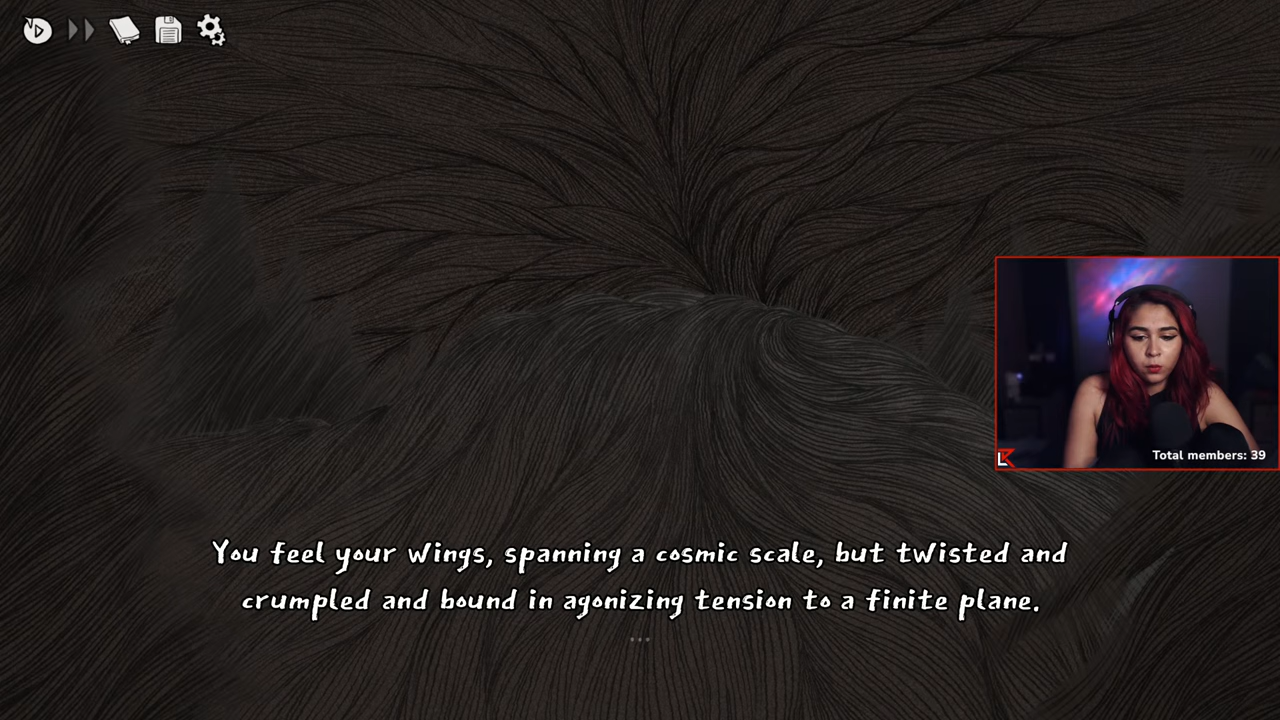 Total members: 39
You feel your wings, spanning a cosmic scale, but twisted and
crumpled and bound in agonizing tension to a finite plane.
...